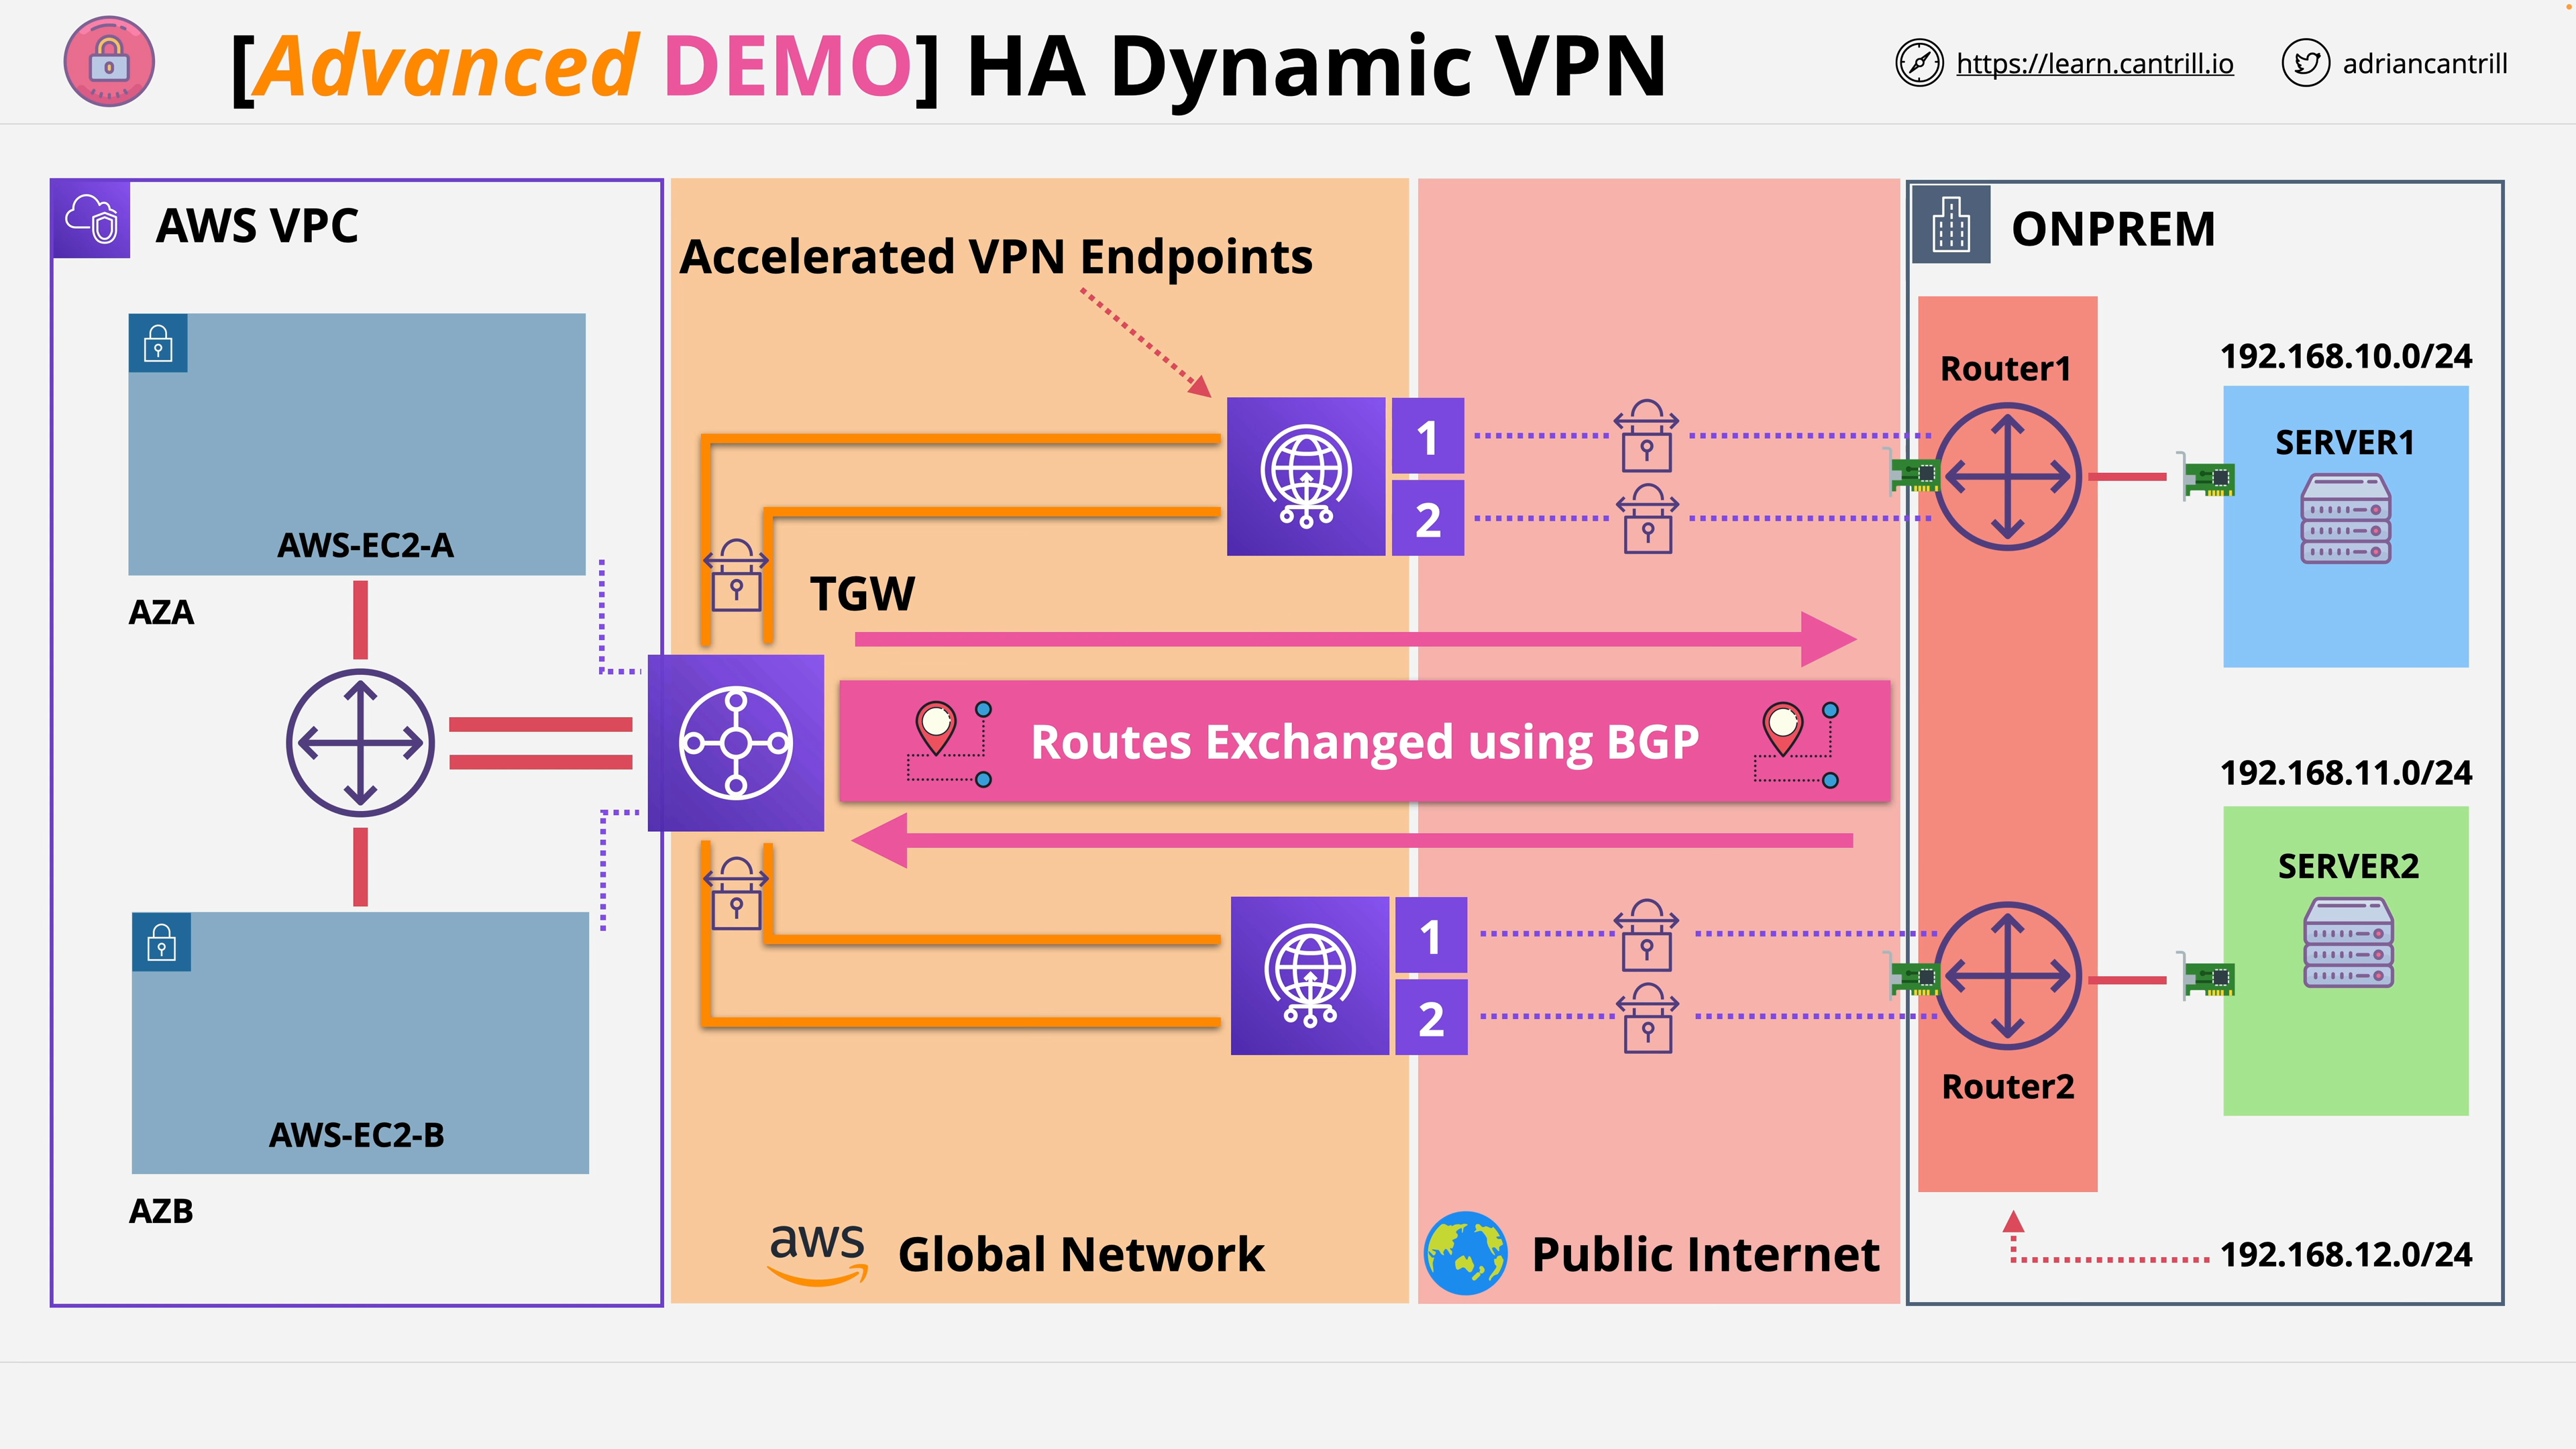 [Advanced DEMO] HA Dynamic VPN
https://learn.cantrill.io
adriancantrill
AWS VPC
Accelerated VPN Endpoints
ONPREM
AWS-EC2-A
AZA
TGW
1
2
Router1
192.168.10.0/24
SERVER1
Routes Exchanged using BGP
192.168.11.0/24
SERVER2
1
2
Router2
AWS-EC2-B
AZB
aws
Global Network
Public Internet
192.168.12.0/24